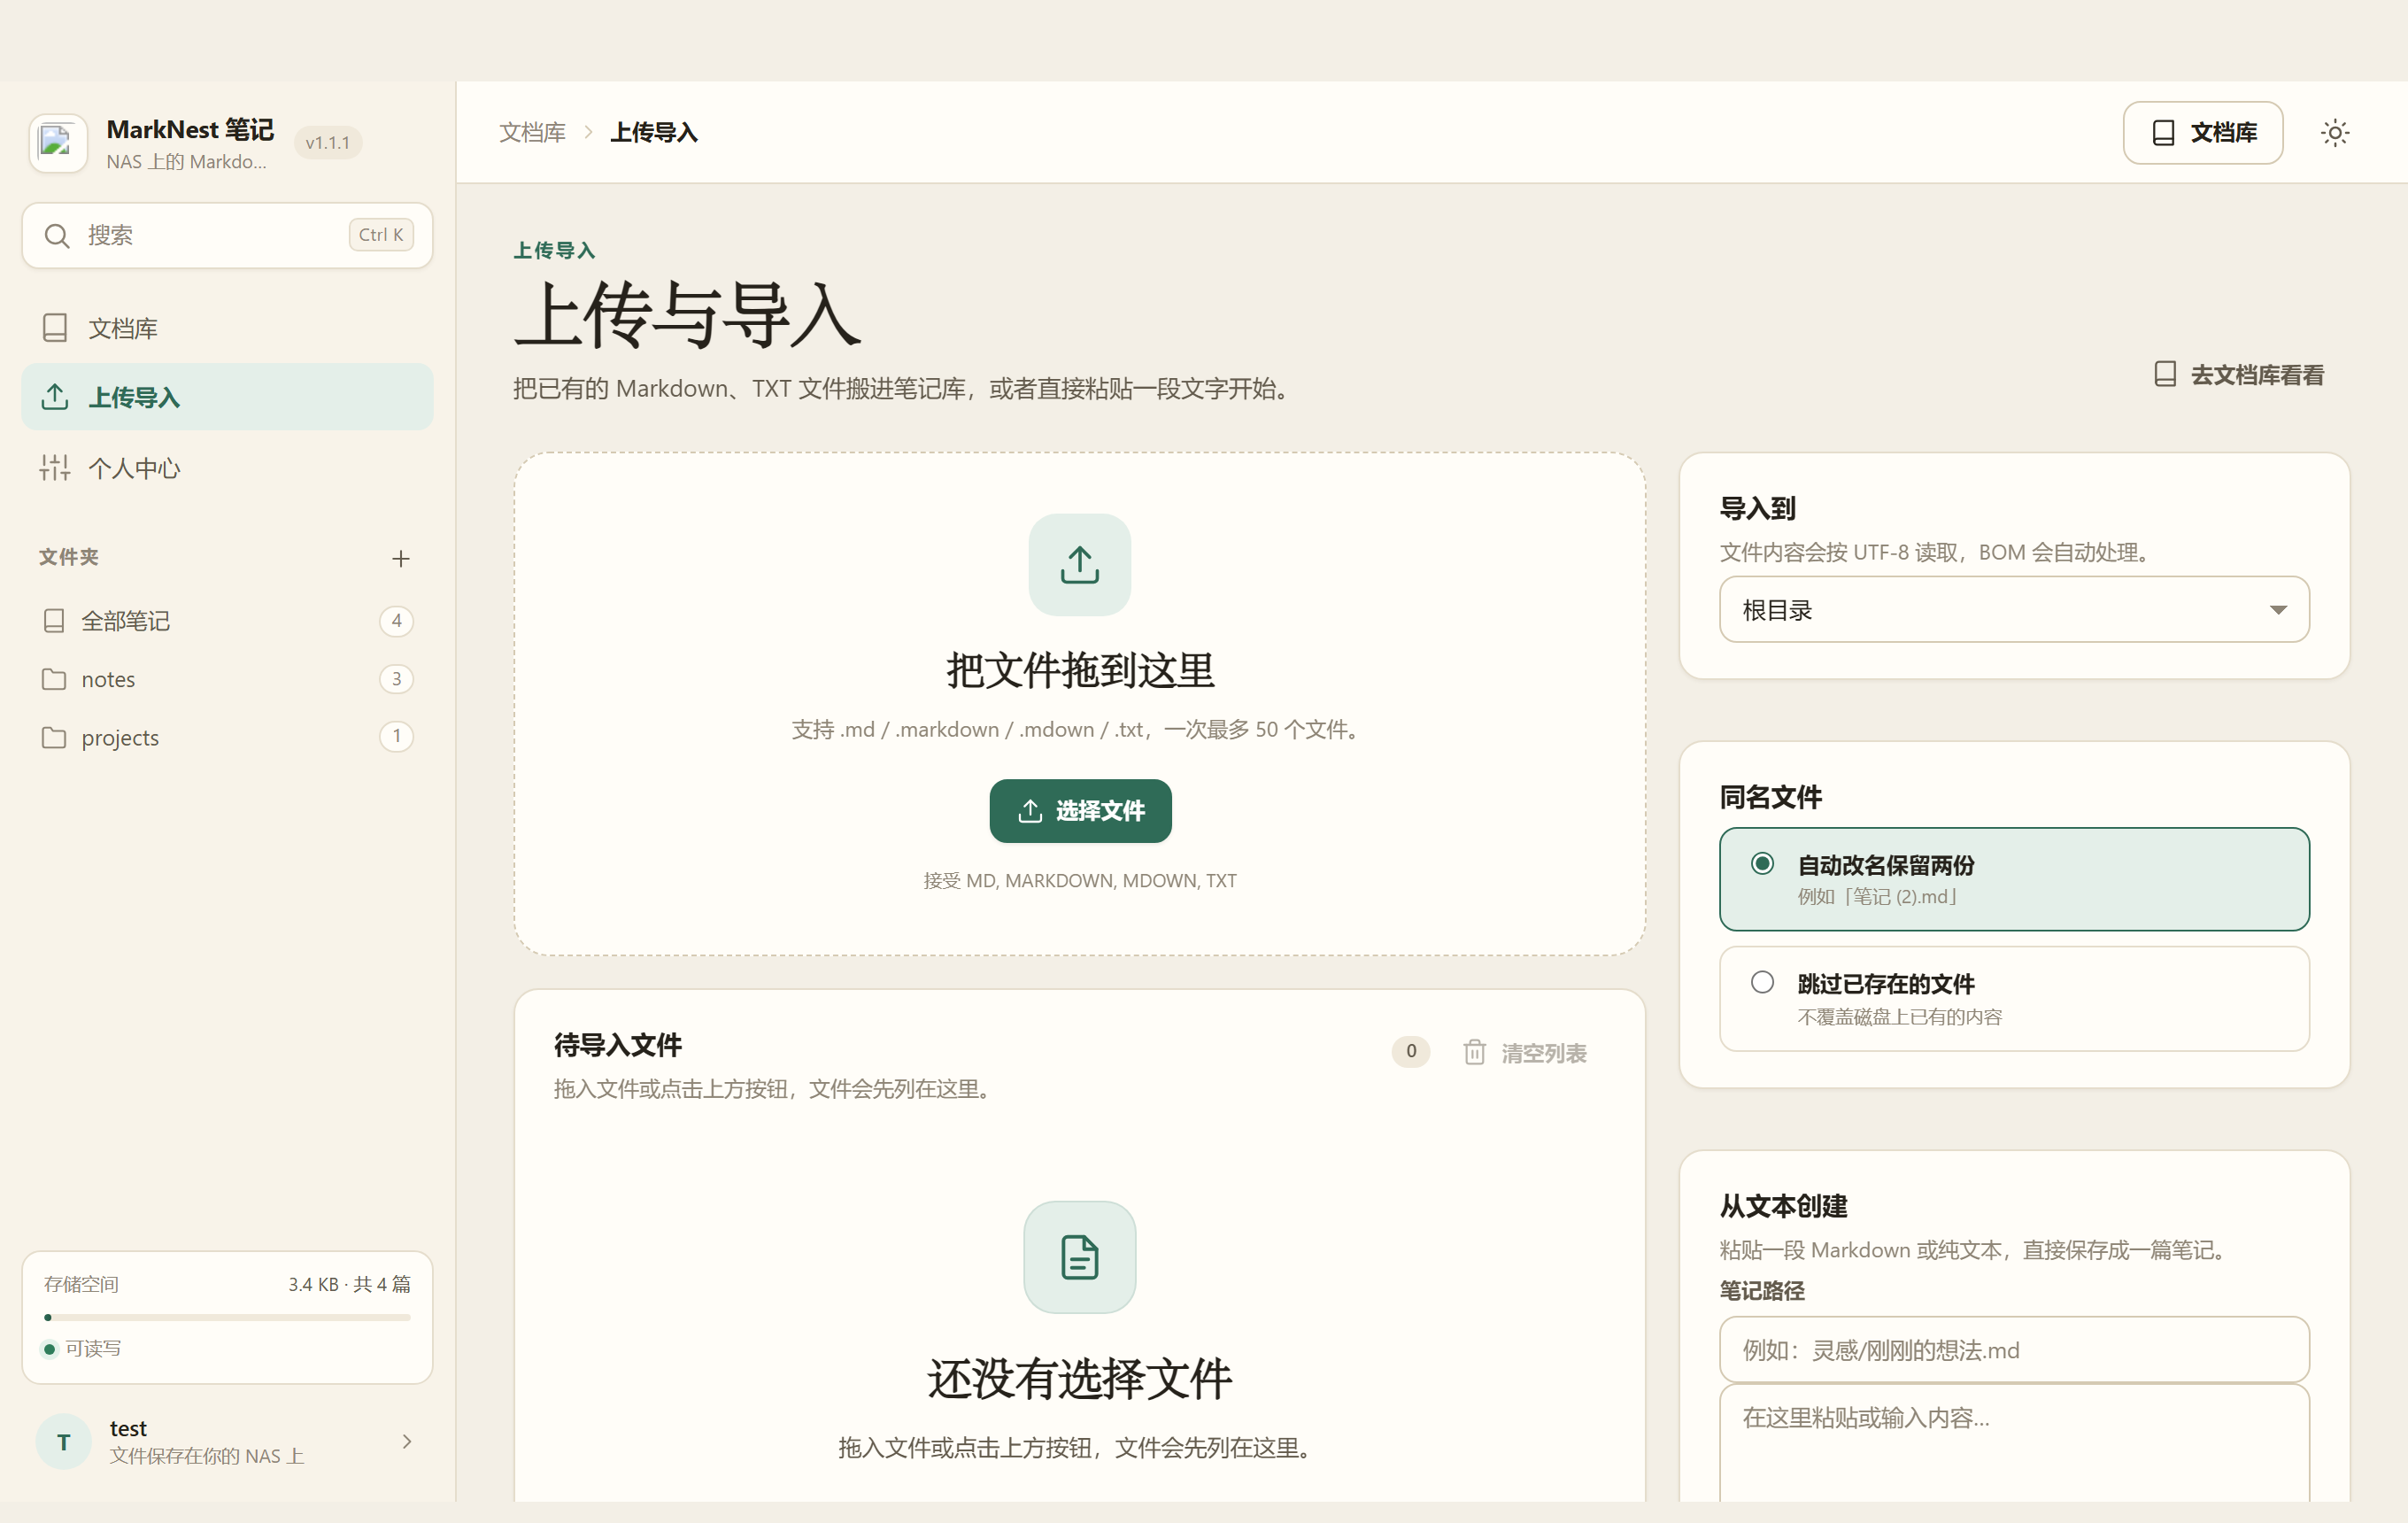 MarkNest 笔记
v1.1.1
NAS 上的 Markdo...
搜索
Ctrl K
文档库
上传导入
个人中心
文件夹
全部笔记
4
notes
3
projects
1
存储空间
3.4 KB · 共 4 篇
可读写
T
test
文件保存在你的 NAS 上
文档库
上传导入
文档库
上传导入
上传与导入
把已有的 Markdown、TXT 文件搬进笔记库，或者直接粘贴一段文字开始。
去文档库看看
把文件拖到这里
支持 .md / .markdown / .mdown / .txt，一次最多 50 个文件。
选择文件
接受 MD, MARKDOWN, MDOWN, TXT
待导入文件
0
清空列表
拖入文件或点击上方按钮，文件会先列在这里。
还没有选择文件
拖入文件或点击上方按钮，文件会先列在这里。
导入到
文件内容会按 UTF-8 读取，BOM 会自动处理。
根目录
同名文件
自动改名保留两份
例如「笔记 (2).md」
跳过已存在的文件
不覆盖磁盘上已有的内容
从文本创建
粘贴一段 Markdown 或纯文本，直接保存成一篇笔记。
笔记路径
例如：灵感/刚刚的想法.md
在这里粘贴或输入内容...